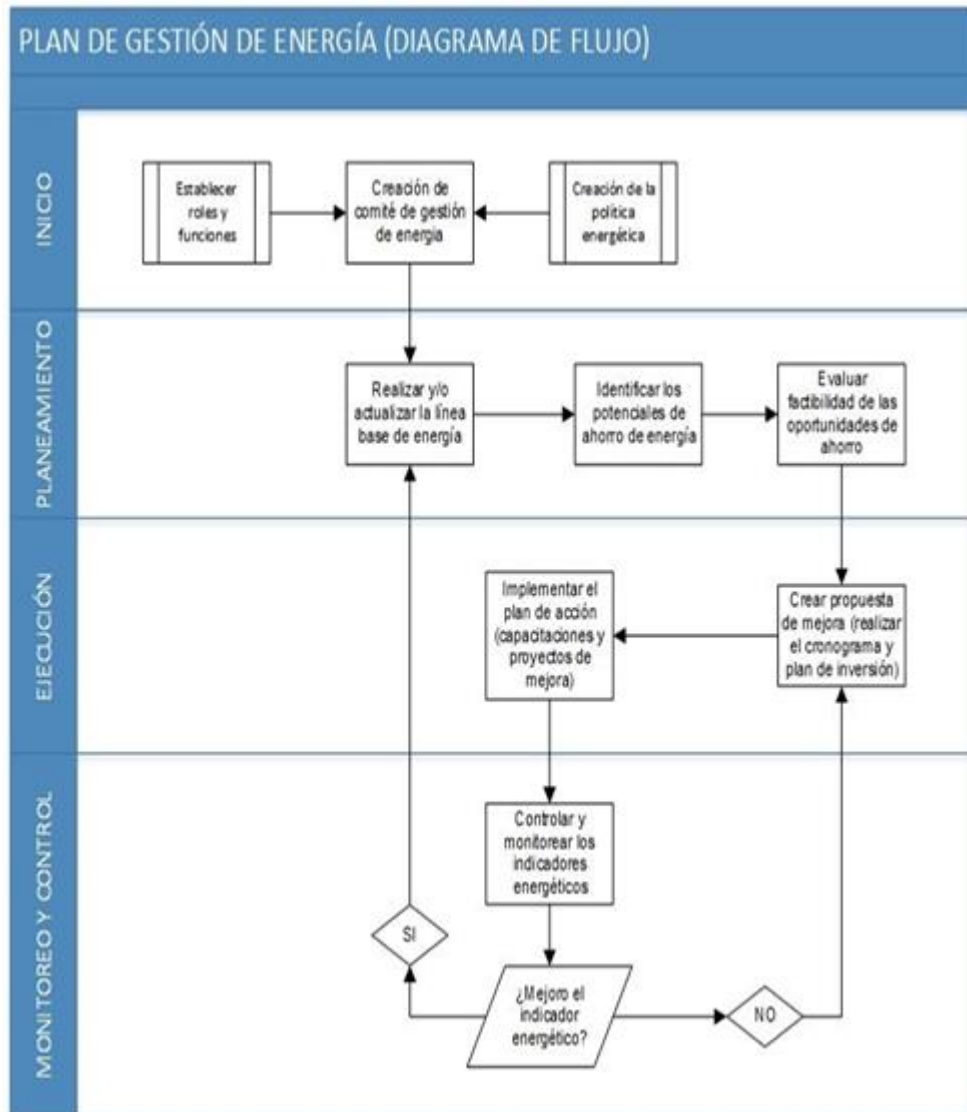 PLAN DE GESTIÓN DE ENERGÍA (DIAGRAMA DE FLUJO)
INICIO
Establecer
roles y
funciones
Creación de
comité de gestión
de energía
Creación de la
política
energética
PLANEAMIENTO
Realizar y/o
actualizar la línea
base de energía
Identificar los
potenciales de
ahorro de energía
Evaluar
factibilidad de las
oportunidades de
ahorro
EJECUCIÓN
Implementar el
plan de acción
(capacitaciones y
proyectos de
mejora)
Crear propuesta
de mejora (realizar
el cronograma y
plan de inversión)
MONITOREO Y CONTROL
Controlar y
monitorear los
indicadores
energéticos
SI
¿Mejoro el
indicador
energético?
NO